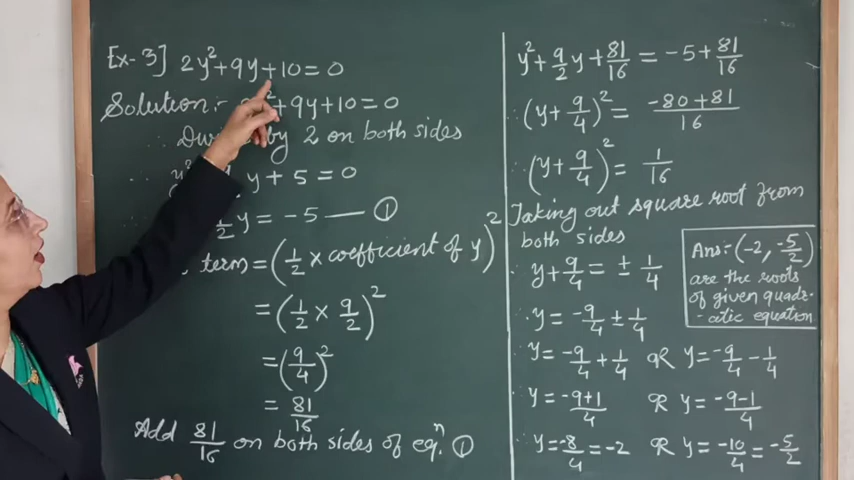 [Ex-3] 2y²+9y+10=0
Solution:- +9y+10=0
∴ by 2 on both sides
y + 5 = 0
y = -5 — ①
term = (1/2 × coefficient of y)²
= (1/2 × 9/2)²
= (9/4)²
= 81/16
Add 81/16 on both sides of eqⁿ. ①
y² + 9/2 y + 81/16 = -5 + 81/16
∴ (y + 9/4)² = -80+81/16
∴ (y + 9/4)² = 1/16
Taking out square root from
both sides
∴ y + 9/4 = ± 1/4
∴ y = -9/4 ± 1/4
∴ y = -9/4 + 1/4 OR y = -9/4 - 1/4
∴ y = -9+1/4 OR y = -9-1/4
∴ y = -8/4 = -2 OR y = -10/4 = -5/2
Ans:- (-2, -5/2)
are the roots
of given quadr-
-atic equation